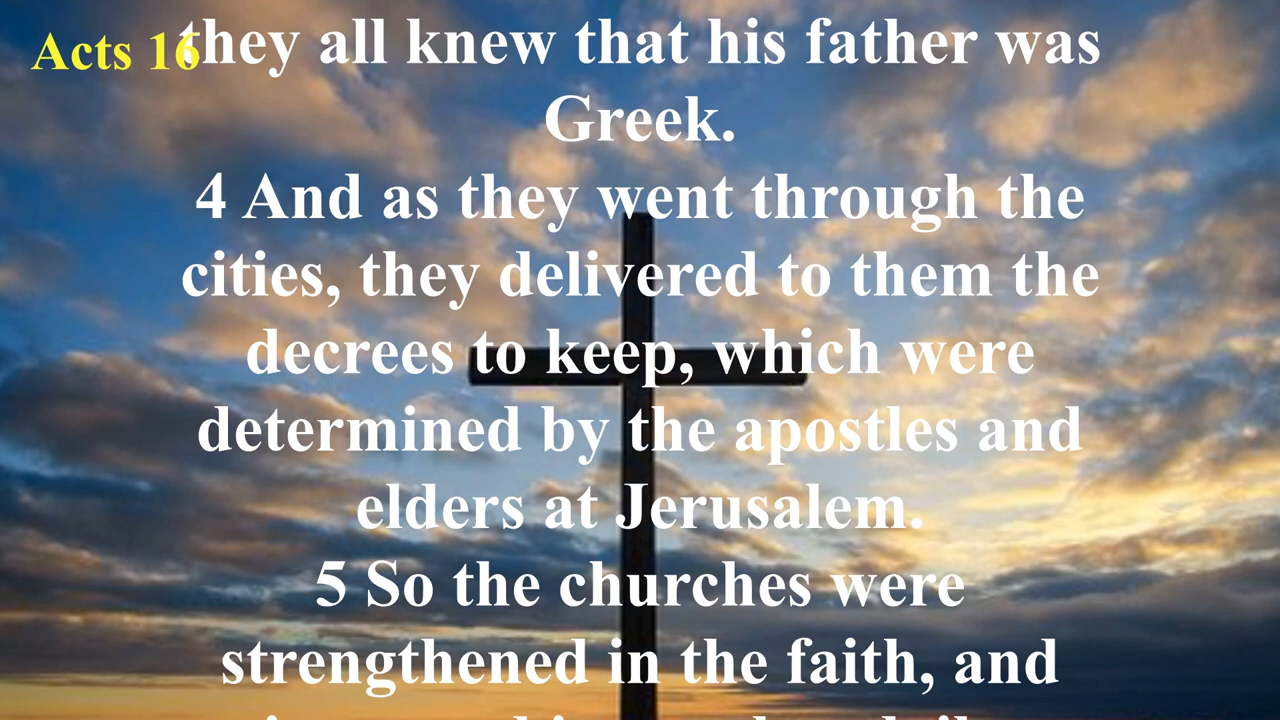 Acts 16
they all knew that his father was
Greek.
4 And as they went through the
cities, they delivered to them the
decrees to keep, which were
determined by the apostles and
elders at Jerusalem.
5 So the churches were
strengthened in the faith, and